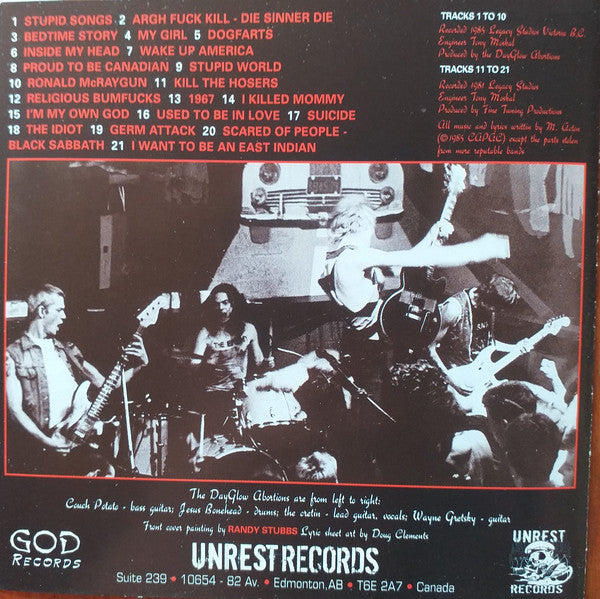 1 STUPID SONGS 2 ARGH FUCK KILL - DIE SINNER DIE
3 BEDTIME STORY 4 MY GIRL 5 DOGFARTS
6 INSIDE MY HEAD 7 WAKE UP AMERICA
8 PROUD TO BE CANADIAN 9 STUPID WORLD
10 RONALD McRAYGUN 11 KILL THE HOSERS
12 RELIGIOUS BUMFUCKS 13 1967 14 I KILLED MOMMY
15 I'M MY OWN GOD 16 USED TO BE IN LOVE 17 SUICIDE
18 THE IDIOT 19 GERM ATTACK 20 SCARED OF PEOPLE -
BLACK SABBATH 21 I WANT TO BE AN EAST INDIAN
TRACKS 1 TO 10
Recorded 1985 Legacy Studios Victoria B.C.
Engineer Tony Moskal
Produced by the DayGlow Abortions
TRACKS 11 TO 21
Recorded 1981 Legacy Studios
Engineer Tony Moskal
Produced by Fine Tuning Productions
All music and lyrics written by M. Acton
(©1985 CAPAC) except the parts stolen
from more reputable bands
The DayGlow Abortions are from left to right:
Couch Potato - bass guitar; Jesus Bonehead - drums; the cretin - lead guitar, vocals; Wayne Gretsky - guitar
Front cover painting by RANDY STUBBS Lyric sheet art by Doug Clements
GOD
RECORDS
UNREST RECORDS
Suite 239 • 10654 - 82 Av. • Edmonton, AB • T6E 2A7 • Canada
UNREST
RECORDS